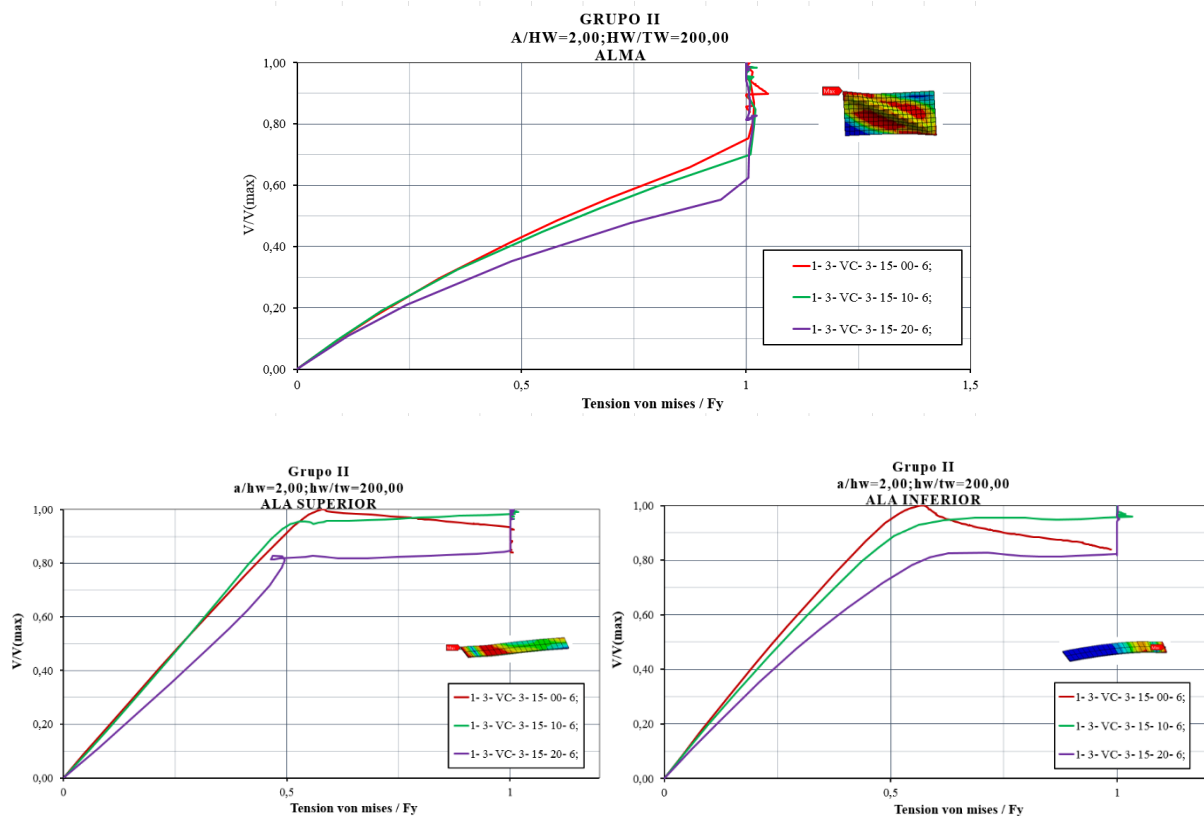 GRUPO II
A/HW=2,00;HW/TW=200,00
ALMA
1,00
0,80
0,60
0,40
0,20
0,00
V/V(max)
0
0,5
1
1,5
Tension von mises / Fy
Max
1- 3- VC- 3- 15- 00- 6;
1- 3- VC- 3- 15- 10- 6;
1- 3- VC- 3- 15- 20- 6;
Grupo II
a/hw=2,00;hw/tw=200,00
ALA SUPERIOR
1,00
0,80
0,60
0,40
0,20
0,00
V/V(max)
0
0,5
1
Tension von mises / Fy
1- 3- VC- 3- 15- 00- 6;
1- 3- VC- 3- 15- 10- 6;
1- 3- VC- 3- 15- 20- 6;
Grupo II
a/hw=2,00;hw/tw=200,00
ALA INFERIOR
1,00
0,80
0,60
0,40
0,20
0,00
V/V(max)
0
0,5
1
Tension von mises / Fy
1- 3- VC- 3- 15- 00- 6;
1- 3- VC- 3- 15- 10- 6;
1- 3- VC- 3- 15- 20- 6;